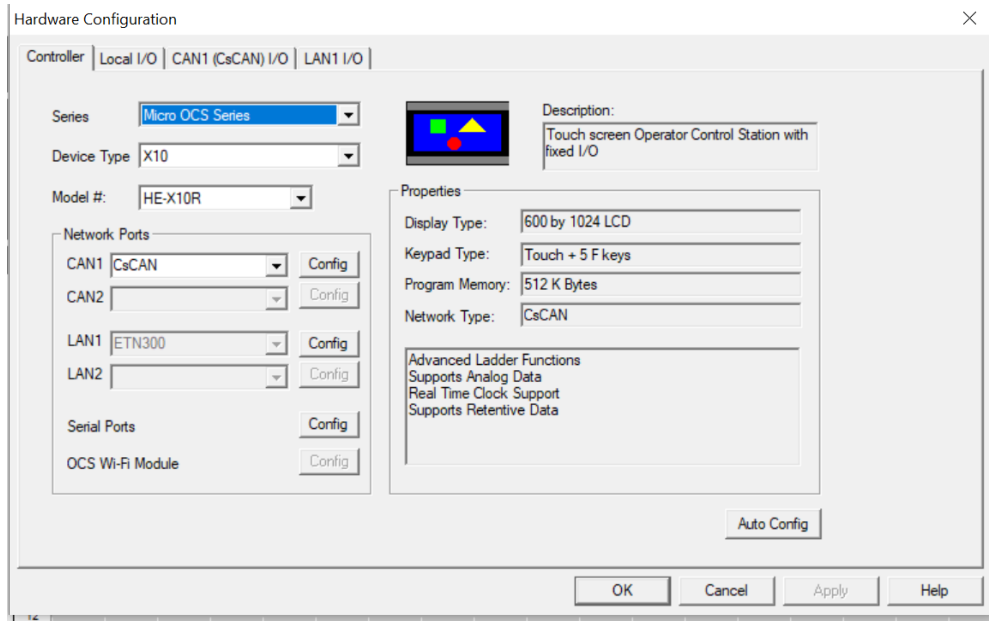 Hardware Configuration
Controller
Local I/O
CAN1 (CsCAN) I/O
LAN1 I/O
Series
Micro OCS Series
Device Type
X10
Model #:
HE-X10R
Network Ports
CAN1
CsCAN
Config
CAN2
Config
LAN1
ETN300
Config
LAN2
Config
Serial Ports
Config
OCS Wi-Fi Module
Config
Description:
Touch screen Operator Control Station with
fixed I/O
Properties
Display Type:
600 by 1024 LCD
Keypad Type:
Touch + 5 F keys
Program Memory:
512 K Bytes
Network Type:
CsCAN
Advanced Ladder Functions
Supports Analog Data
Real Time Clock Support
Supports Retentive Data
Auto Config
OK
Cancel
Apply
Help
12